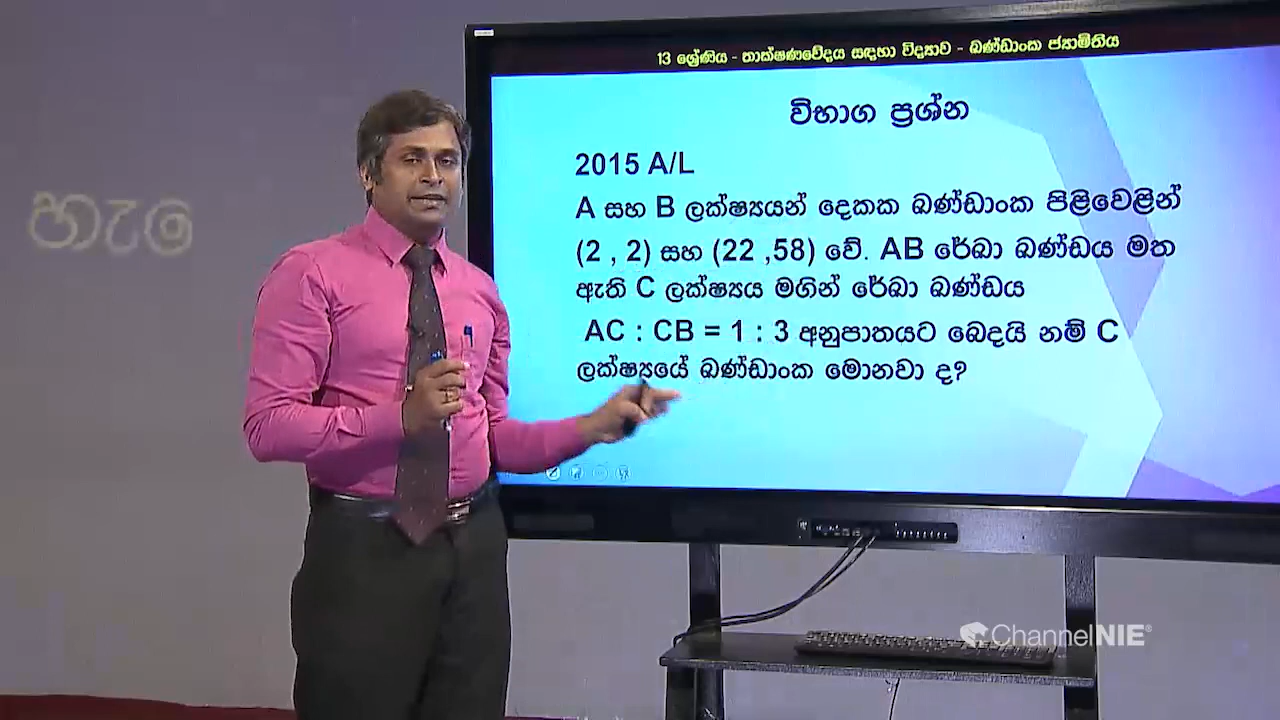 13 ශ්‍රේණිය - තාක්ෂණවේදය සඳහා විද්‍යාව - ඛණ්ඩාංක ජ්‍යාමිතිය
විභාග ප්‍රශ්න
2015 A/L
A සහ B ලක්ෂ්‍යයන් දෙකක ඛණ්ඩාංක පිළිවෙළින්
(2 , 2) සහ (22 ,58) වේ. AB රේඛා ඛණ්ඩය මත
ඇති C ලක්ෂ්‍යය මගින් රේඛා ඛණ්ඩය
AC : CB = 1 : 3 අනුපාතයට බෙදයි නම් C
ලක්ෂ්‍යයේ ඛණ්ඩාංක මොනවා ද?
ChannelNIE®